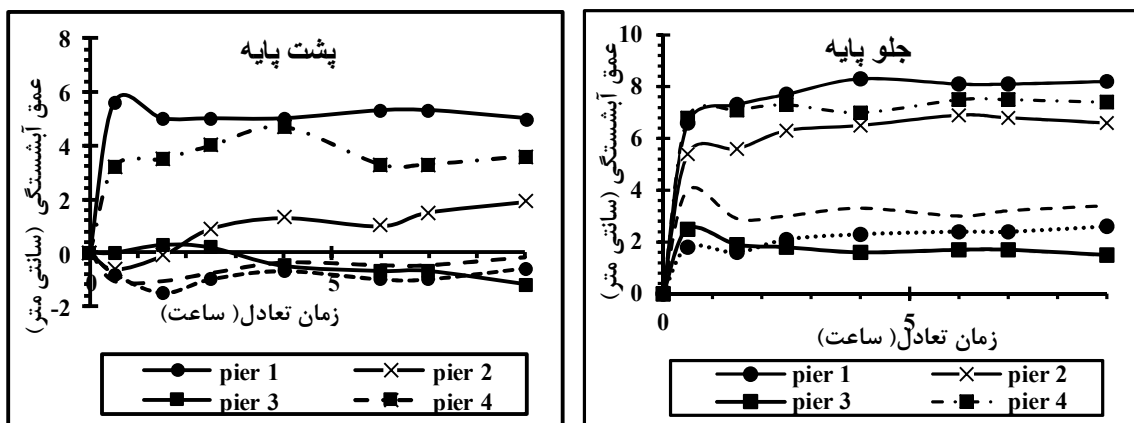 پشت پایه
عمق آبشستگی (سانتی متر)
8
6
4
2
0
-2
0
5
زمان تعادل( ساعت)
pier 1
pier 2
pier 3
pier 4
جلو پایه
عمق آبشستگی (سانتی متر)
10
8
6
4
2
0
0
5
زمان تعادل( ساعت)
pier 1
pier 2
pier 3
pier 4